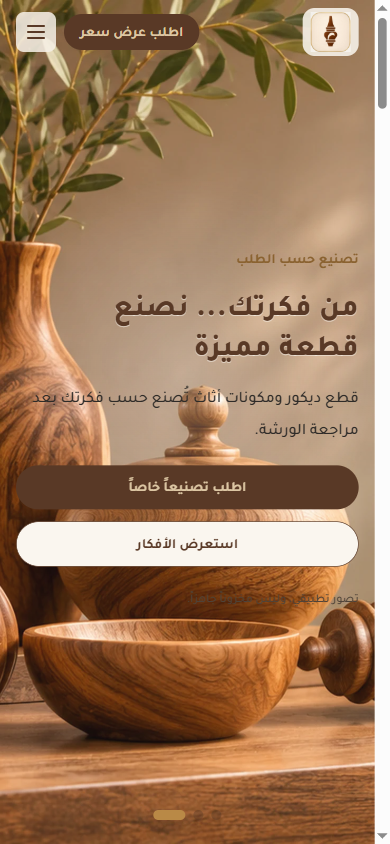 اطلب عرض سعر
تصنيع حسب الطلب
من فكرتك... نصنع
قطعة مميزة
قطع ديكور ومكونات أثاث تُصنع حسب فكرتك بعد
مراجعة الورشة.
اطلب تصنيعاً خاصاً
استعرض الأفكار
تصور